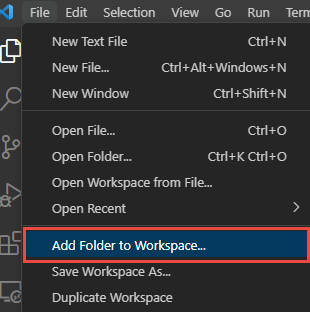 File Edit Selection View Go Run Term
New Text File Ctrl+N
New File... Ctrl+Alt+Windows+N
New Window Ctrl+Shift+N
Open File... Ctrl+O
Open Folder... Ctrl+K Ctrl+O
Open Workspace from File...
Open Recent
Add Folder to Workspace...
Save Workspace As...
Duplicate Workspace